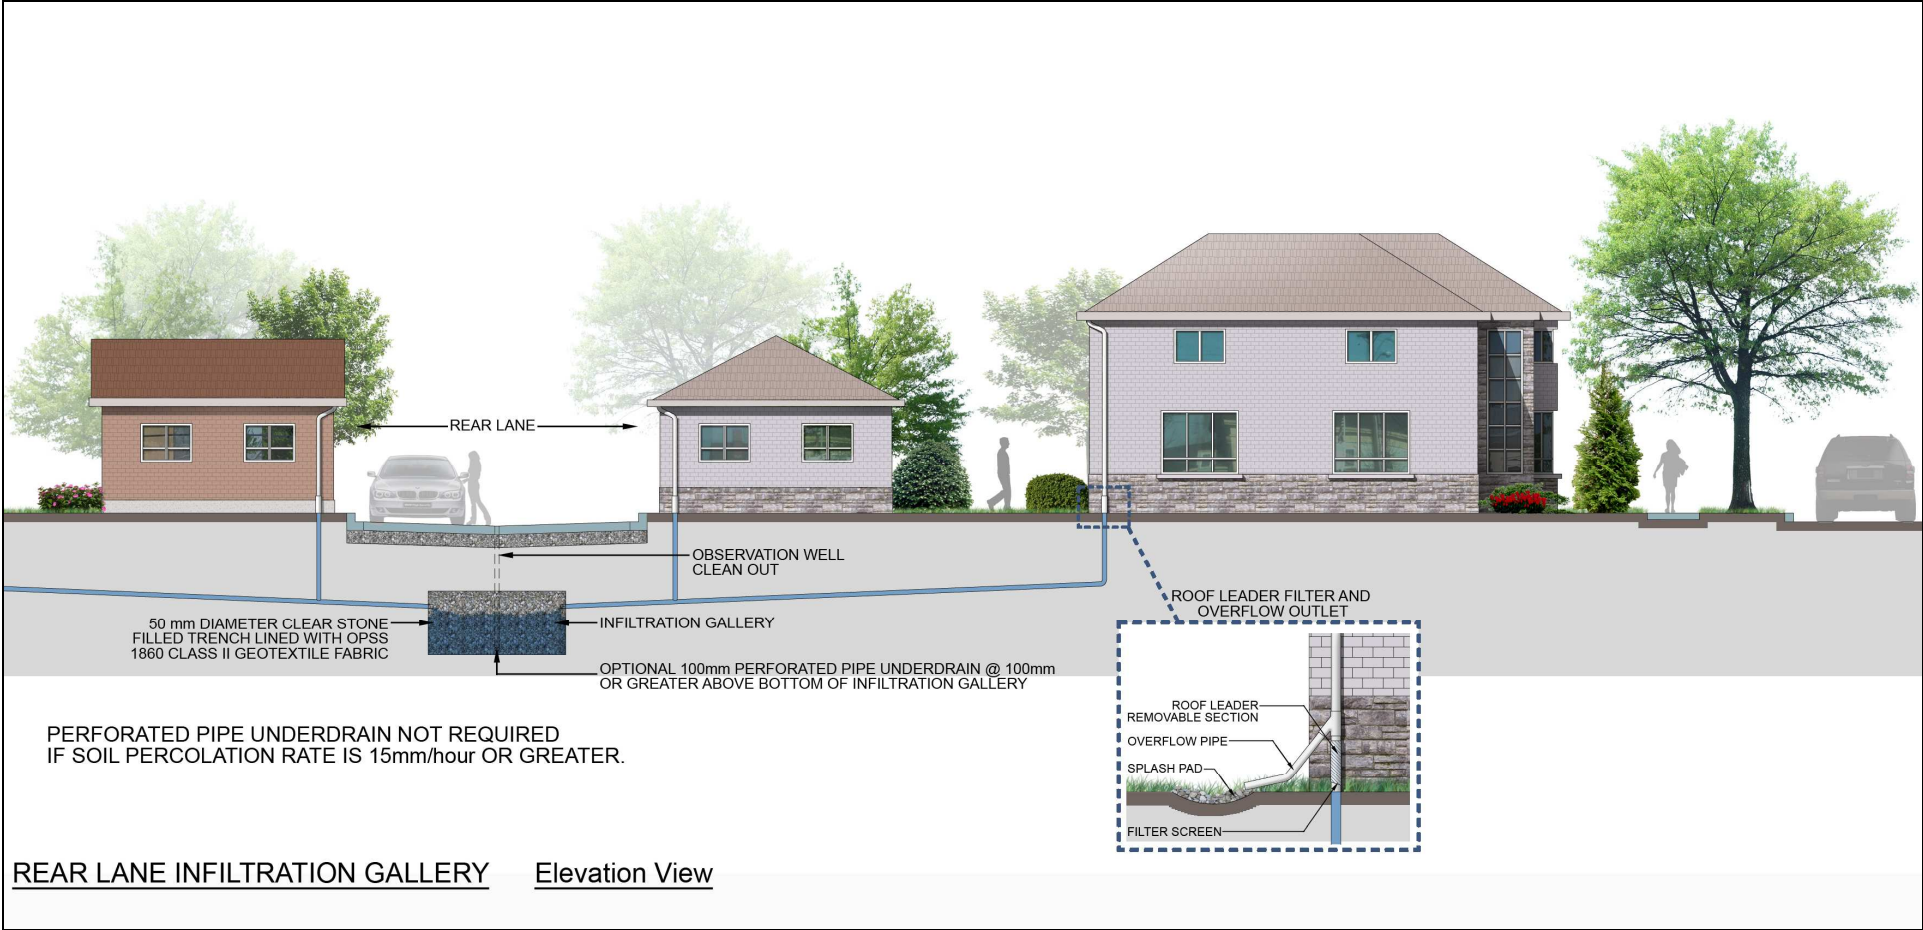 REAR LANE
OBSERVATION WELL
CLEAN OUT
50 mm DIAMETER CLEAR STONE
FILLED TRENCH LINED WITH OPSS
1860 CLASS II GEOTEXTILE FABRIC
INFILTRATION GALLERY
OPTIONAL 100mm PERFORATED PIPE UNDERDRAIN @ 100mm
OR GREATER ABOVE BOTTOM OF INFILTRATION GALLERY
ROOF LEADER FILTER AND
OVERFLOW OUTLET
ROOF LEADER
REMOVABLE SECTION
OVERFLOW PIPE
SPLASH PAD
FILTER SCREEN
PERFORATED PIPE UNDERDRAIN NOT REQUIRED
IF SOIL PERCOLATION RATE IS 15mm/hour OR GREATER.
REAR LANE INFILTRATION GALLERY Elevation View